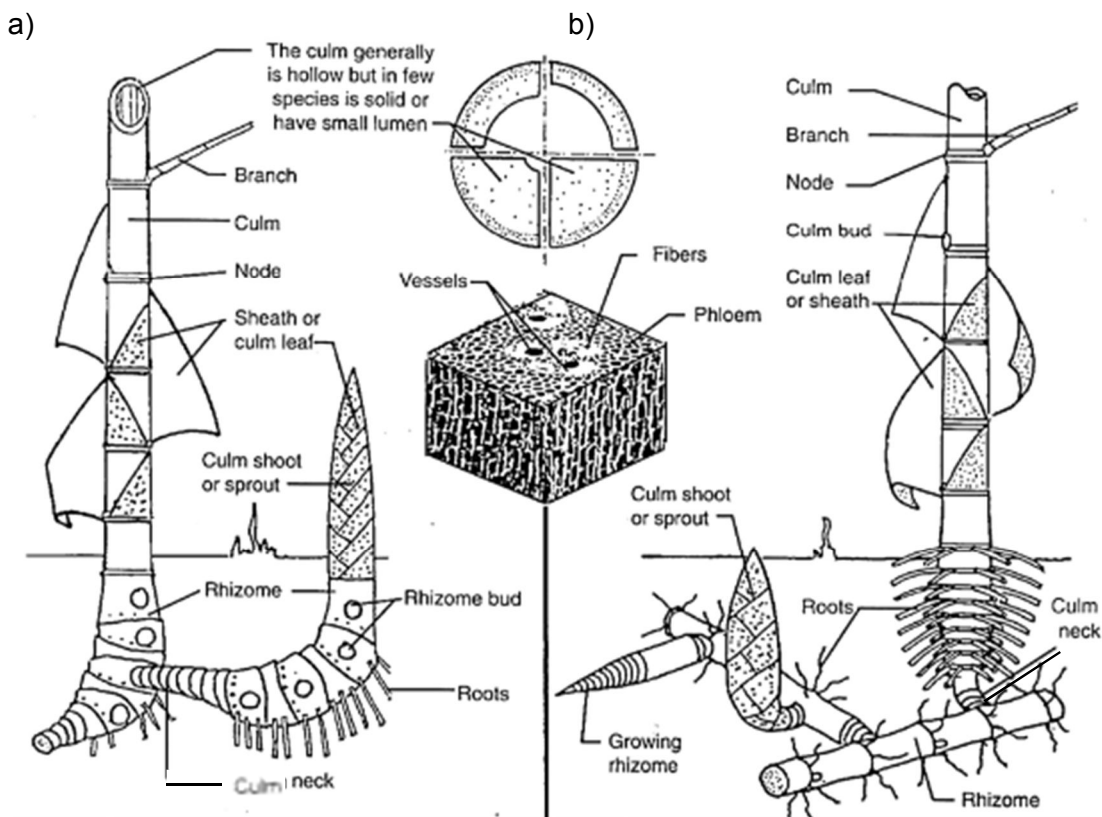 a)
The culm generally
is hollow but in few
species is solid or
have small lumen
Branch
Culm
Node
Sheath or
culm leaf
Culm shoot
or sprout
Rhizome
Rhizome bud
Roots
Culm neck
Vessels
Fibers
Phloem
b)
Culm
Branch
Node
Culm bud
Culm leaf
or sheath
Culm shoot
or sprout
Roots
Culm
neck
Growing
rhizome
Rhizome